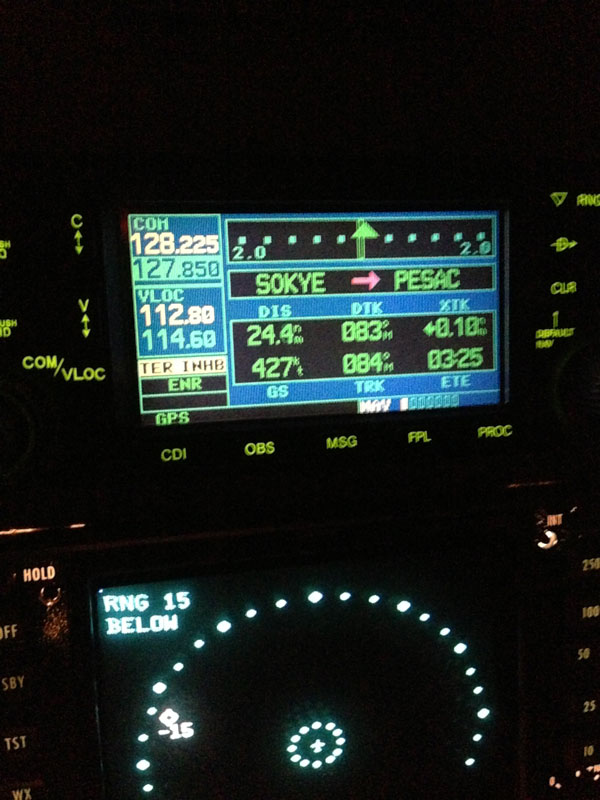 C
COM
128.225
127.850
2.0 2.0
SOKYE → PESAC
V
VLOC
112.80
114.60
DIS DTK XTK
24.4 083° 0.10
427 084° 03:25
GS TRK ETE
COM/VLOC
TER INHB
ENR
GPS
NAV
CDI OBS MSG FPL PROC
RNG
CLR
HOLD
OFF
SBY
TST
WX
RNG 15
BELOW
-15
INT
250
100
50
25
10